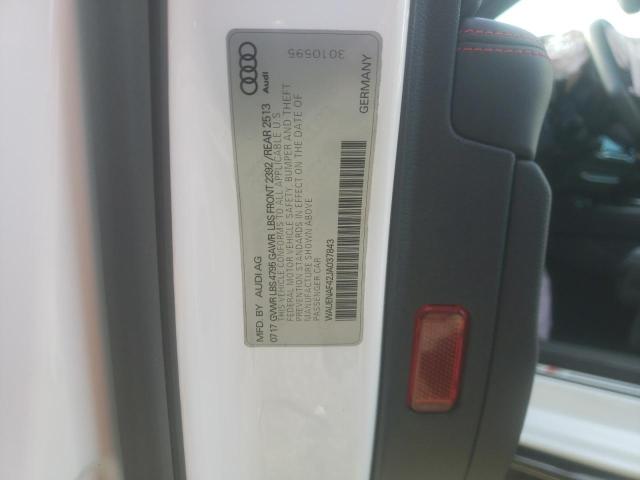 3010595
Audi
GERMANY
MFD. BY AUDI AG
07 17 GVWR LBS 4795 GAWR LBS FRONT 2392 / REAR 2513
THIS VEHICLE CONFORMS TO ALL APPLICABLE U.S.
FEDERAL MOTOR VEHICLE SAFETY, BUMPER AND THEFT
PREVENTION STANDARDS IN EFFECT ON THE DATE OF
MANUFACTURE SHOWN ABOVE
PASSENGER CAR
WAUENAF42JA037843